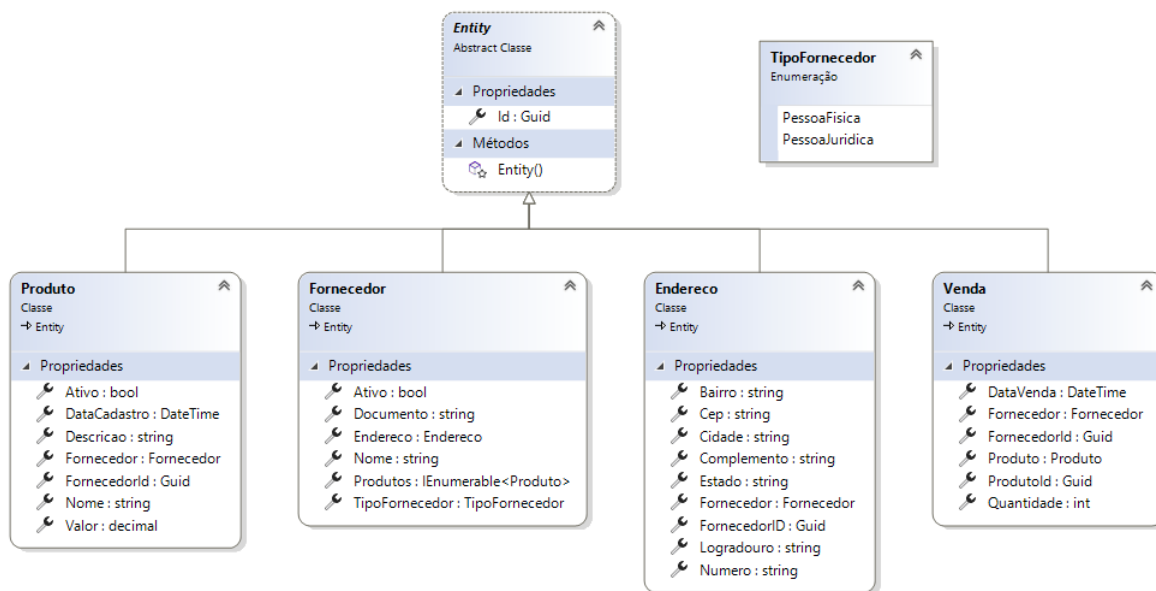 Entity
Abstract Classe
Propriedades
Id : Guid
Métodos
Entity()
TipoFornecedor
Enumeração
PessoaFisica
PessoaJuridica
Produto
Classe
Entity
Propriedades
Ativo : bool
DataCadastro : DateTime
Descricao : string
Fornecedor : Fornecedor
FornecedorId : Guid
Nome : string
Valor : decimal
Fornecedor
Classe
Entity
Propriedades
Ativo : bool
Documento : string
Endereco : Endereco
Nome : string
Produtos : IEnumerable<Produto>
TipoFornecedor : TipoFornecedor
Endereco
Classe
Entity
Propriedades
Bairro : string
Cep : string
Cidade : string
Complemento : string
Estado : string
Fornecedor : Fornecedor
FornecedorID : Guid
Logradouro : string
Numero : string
Venda
Classe
Entity
Propriedades
DataVenda : DateTime
Fornecedor : Fornecedor
FornecedorId : Guid
Produto : Produto
ProdutoId : Guid
Quantidade : int